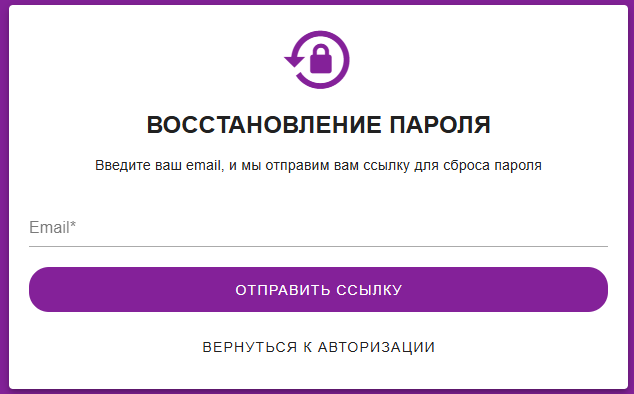 ВОССТАНОВЛЕНИЕ ПАРОЛЯ
Введите ваш email, и мы отправим вам ссылку для сброса пароля
Email*
ОТПРАВИТЬ ССЫЛКУ
ВЕРНУТЬСЯ К АВТОРИЗАЦИИ